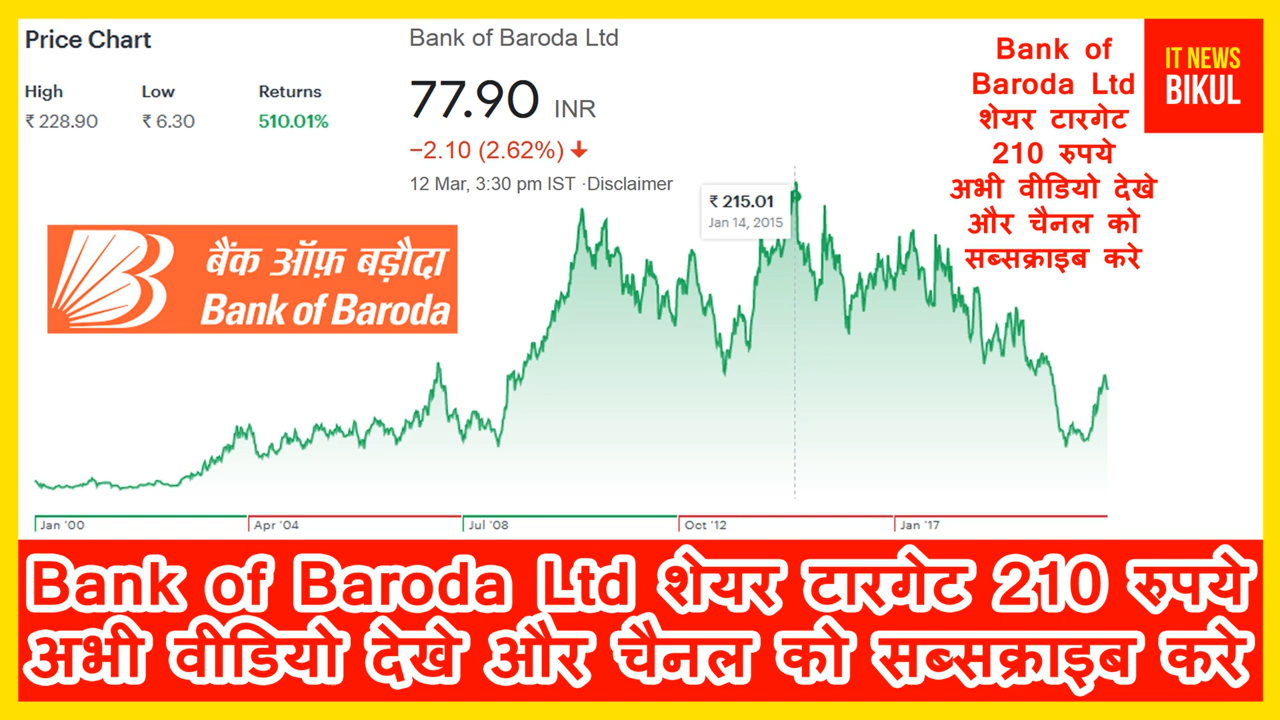 Price Chart
High Low Returns
₹ 228.90 ₹ 6.30 510.01%
Bank of Baroda Ltd
77.90 INR
−2.10 (2.62%)
12 Mar, 3:30 pm IST ·Disclaimer
Bank of
Baroda Ltd
शेयर टारगेट
210 रुपये
अभी वीडियो देखे
और चैनल को
सब्सक्राइब करे
IT NEWS
BIKUL
₹ 215.01
Jan 14, 2015
बैंक ऑफ़ बड़ौदा
Bank of Baroda
Jan '00 Apr '04 Jul '08 Oct '12 Jan '17
Bank of Baroda Ltd शेयर टारगेट 210 रुपये
अभी वीडियो देखे और चैनल को सब्सक्राइब करे